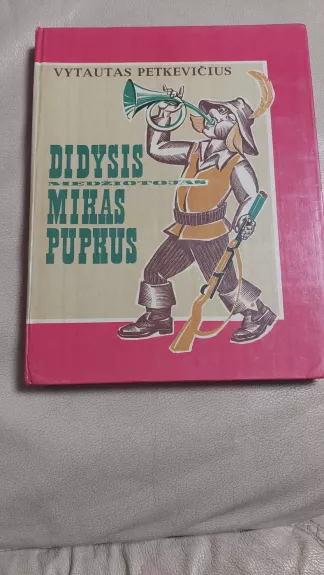 VYTAUTAS PETKEVIČIUS
DIDYSIS
MEDŽIOTOJAS
MIKAS
PUPKUS